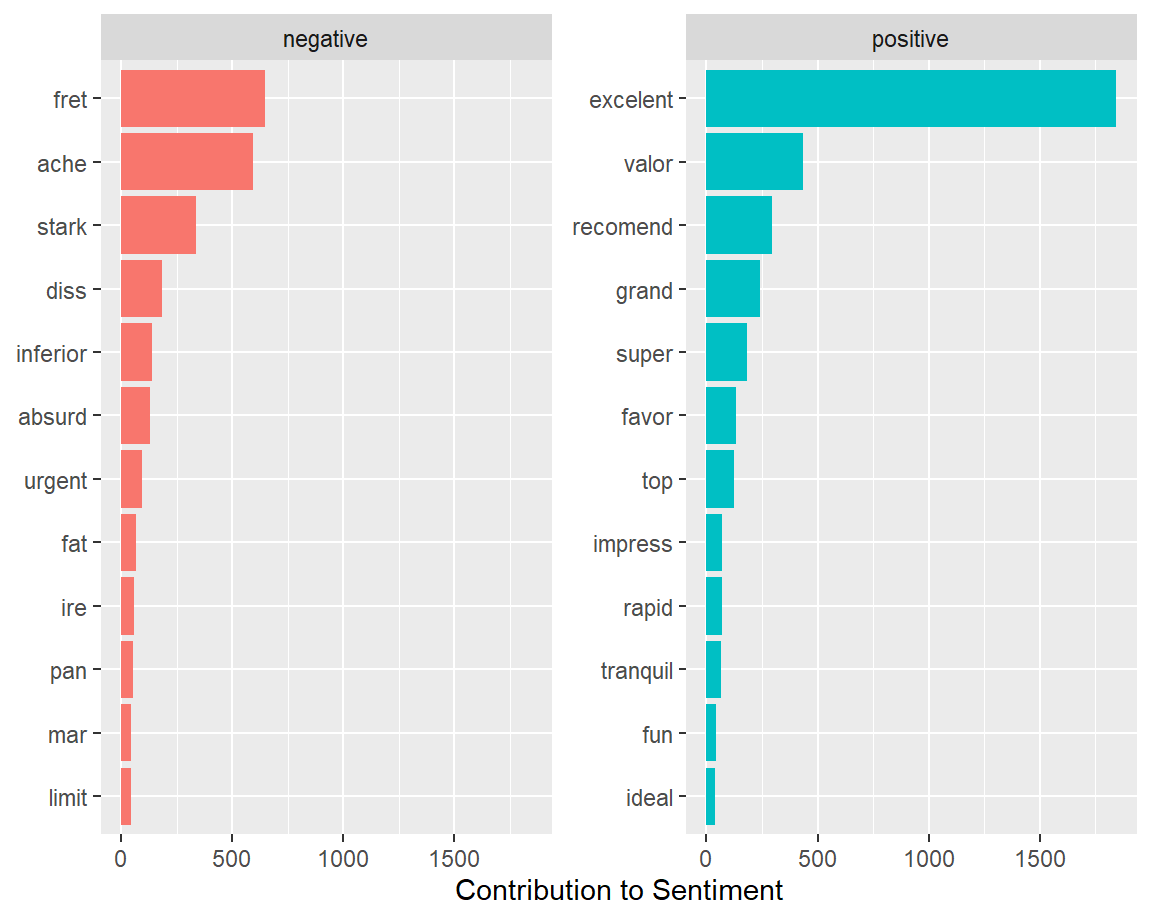 negative
fret
ache
stark
diss
inferior
absurd
urgent
fat
ire
pan
mar
limit
0 500 1000 1500
positive
excelent
valor
recomend
grand
super
favor
top
impress
rapid
tranquil
fun
ideal
0 500 1000 1500
Contribution to Sentiment